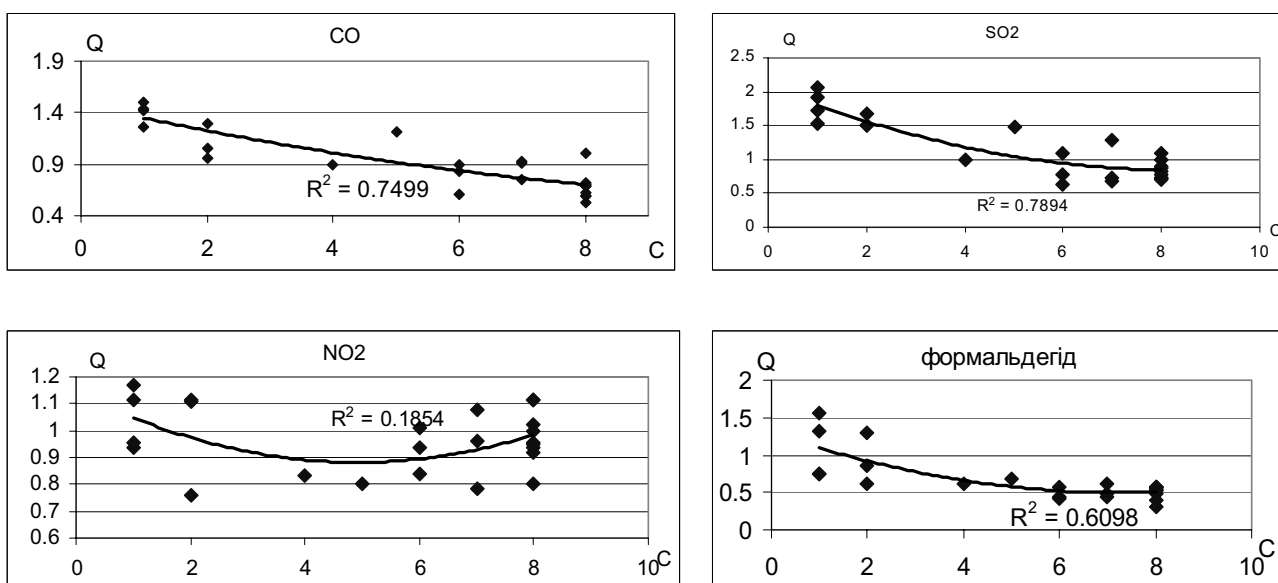 CO
Q
1.9
1.4
0.9
0.4
R² = 0.7499
0 2 4 6 8 C
SO2
Q
2.5
2
1.5
1
0.5
0
R² = 0.7894
C
0 2 4 6 8 10
NO2
Q
1.2
1.1
1
0.9
0.8
0.7
0.6
R² = 0.1854
0 2 4 6 8 10 C
формальдегід
Q
2
1.5
1
0.5
0
R² = 0.6098
C
0 2 4 6 8 10